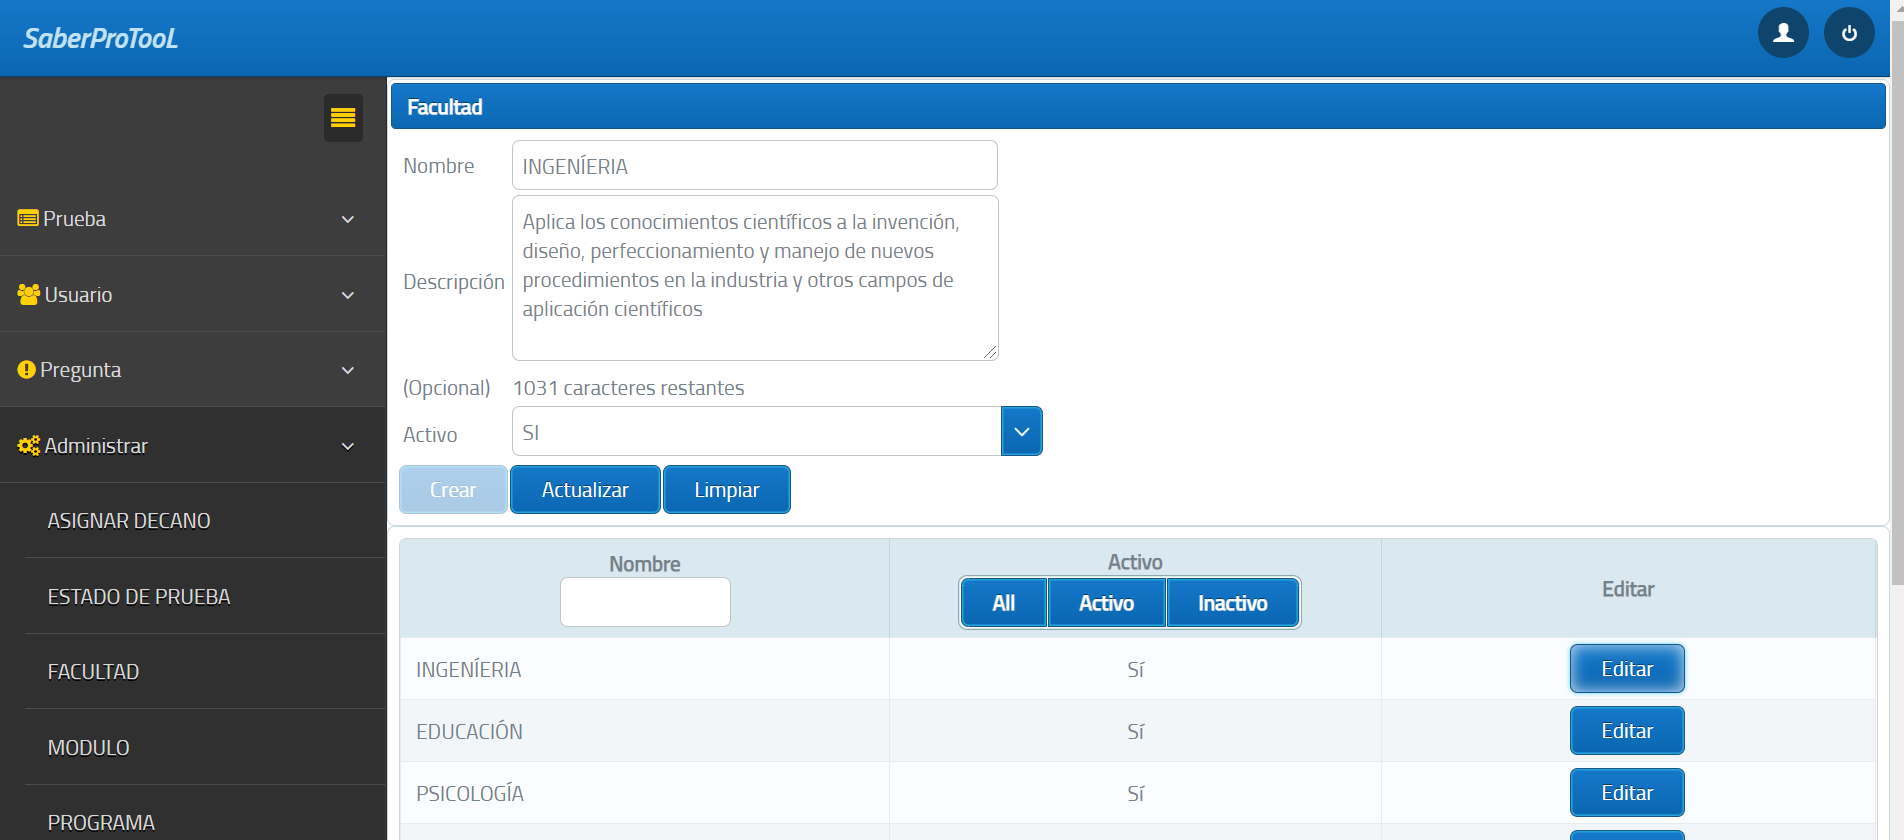 SaberProTooL
Prueba
Usuario
Pregunta
Administrar
ASIGNAR DECANO
ESTADO DE PRUEBA
FACULTAD
MODULO
PROGRAMA
Facultad
Nombre
INGENÍERIA
Descripción
Aplica los conocimientos científicos a la invención,
diseño, perfeccionamiento y manejo de nuevos
procedimientos en la industria y otros campos de
aplicación científicos
(Opcional) 1031 caracteres restantes
Activo SI
Crear Actualizar Limpiar
Nombre Activo Editar
All Activo Inactivo
INGENÍERIA Sí Editar
EDUCACIÓN Sí Editar
PSICOLOGÍA Sí Editar